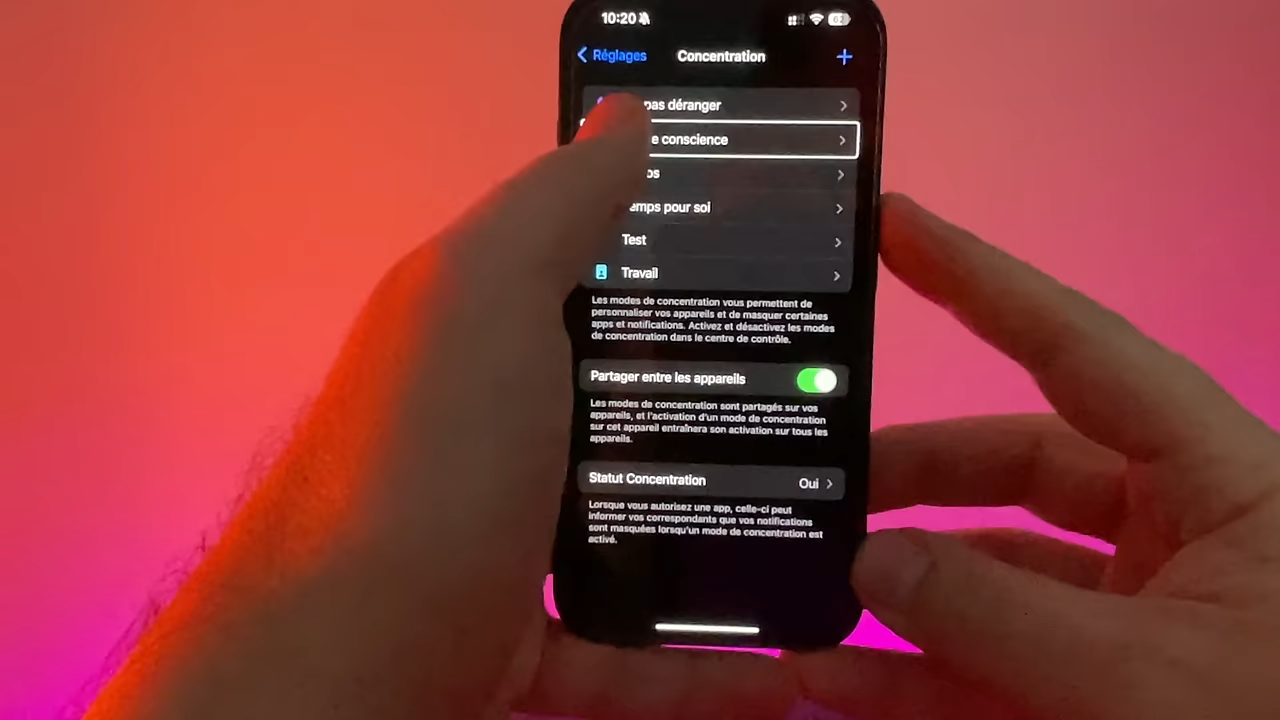 10:20
Réglages
Concentration
pas déranger
conscience
emps pour soi
Test
Travail
Les modes de concentration vous permettent de
personnaliser vos appareils et de masquer certaines
apps et notifications. Activez et désactivez les modes
de concentration dans le centre de contrôle.
Partager entre les appareils
Les modes de concentration sont partagés sur vos
appareils, et l'activation d'un mode de concentration
sur cet appareil entraînera son activation sur tous les
appareils.
Statut Concentration
Oui
Lorsque vous autorisez une app, celle-ci peut
informer vos correspondants que vos notifications
sont masquées lorsqu'un mode de concentration est
activé.